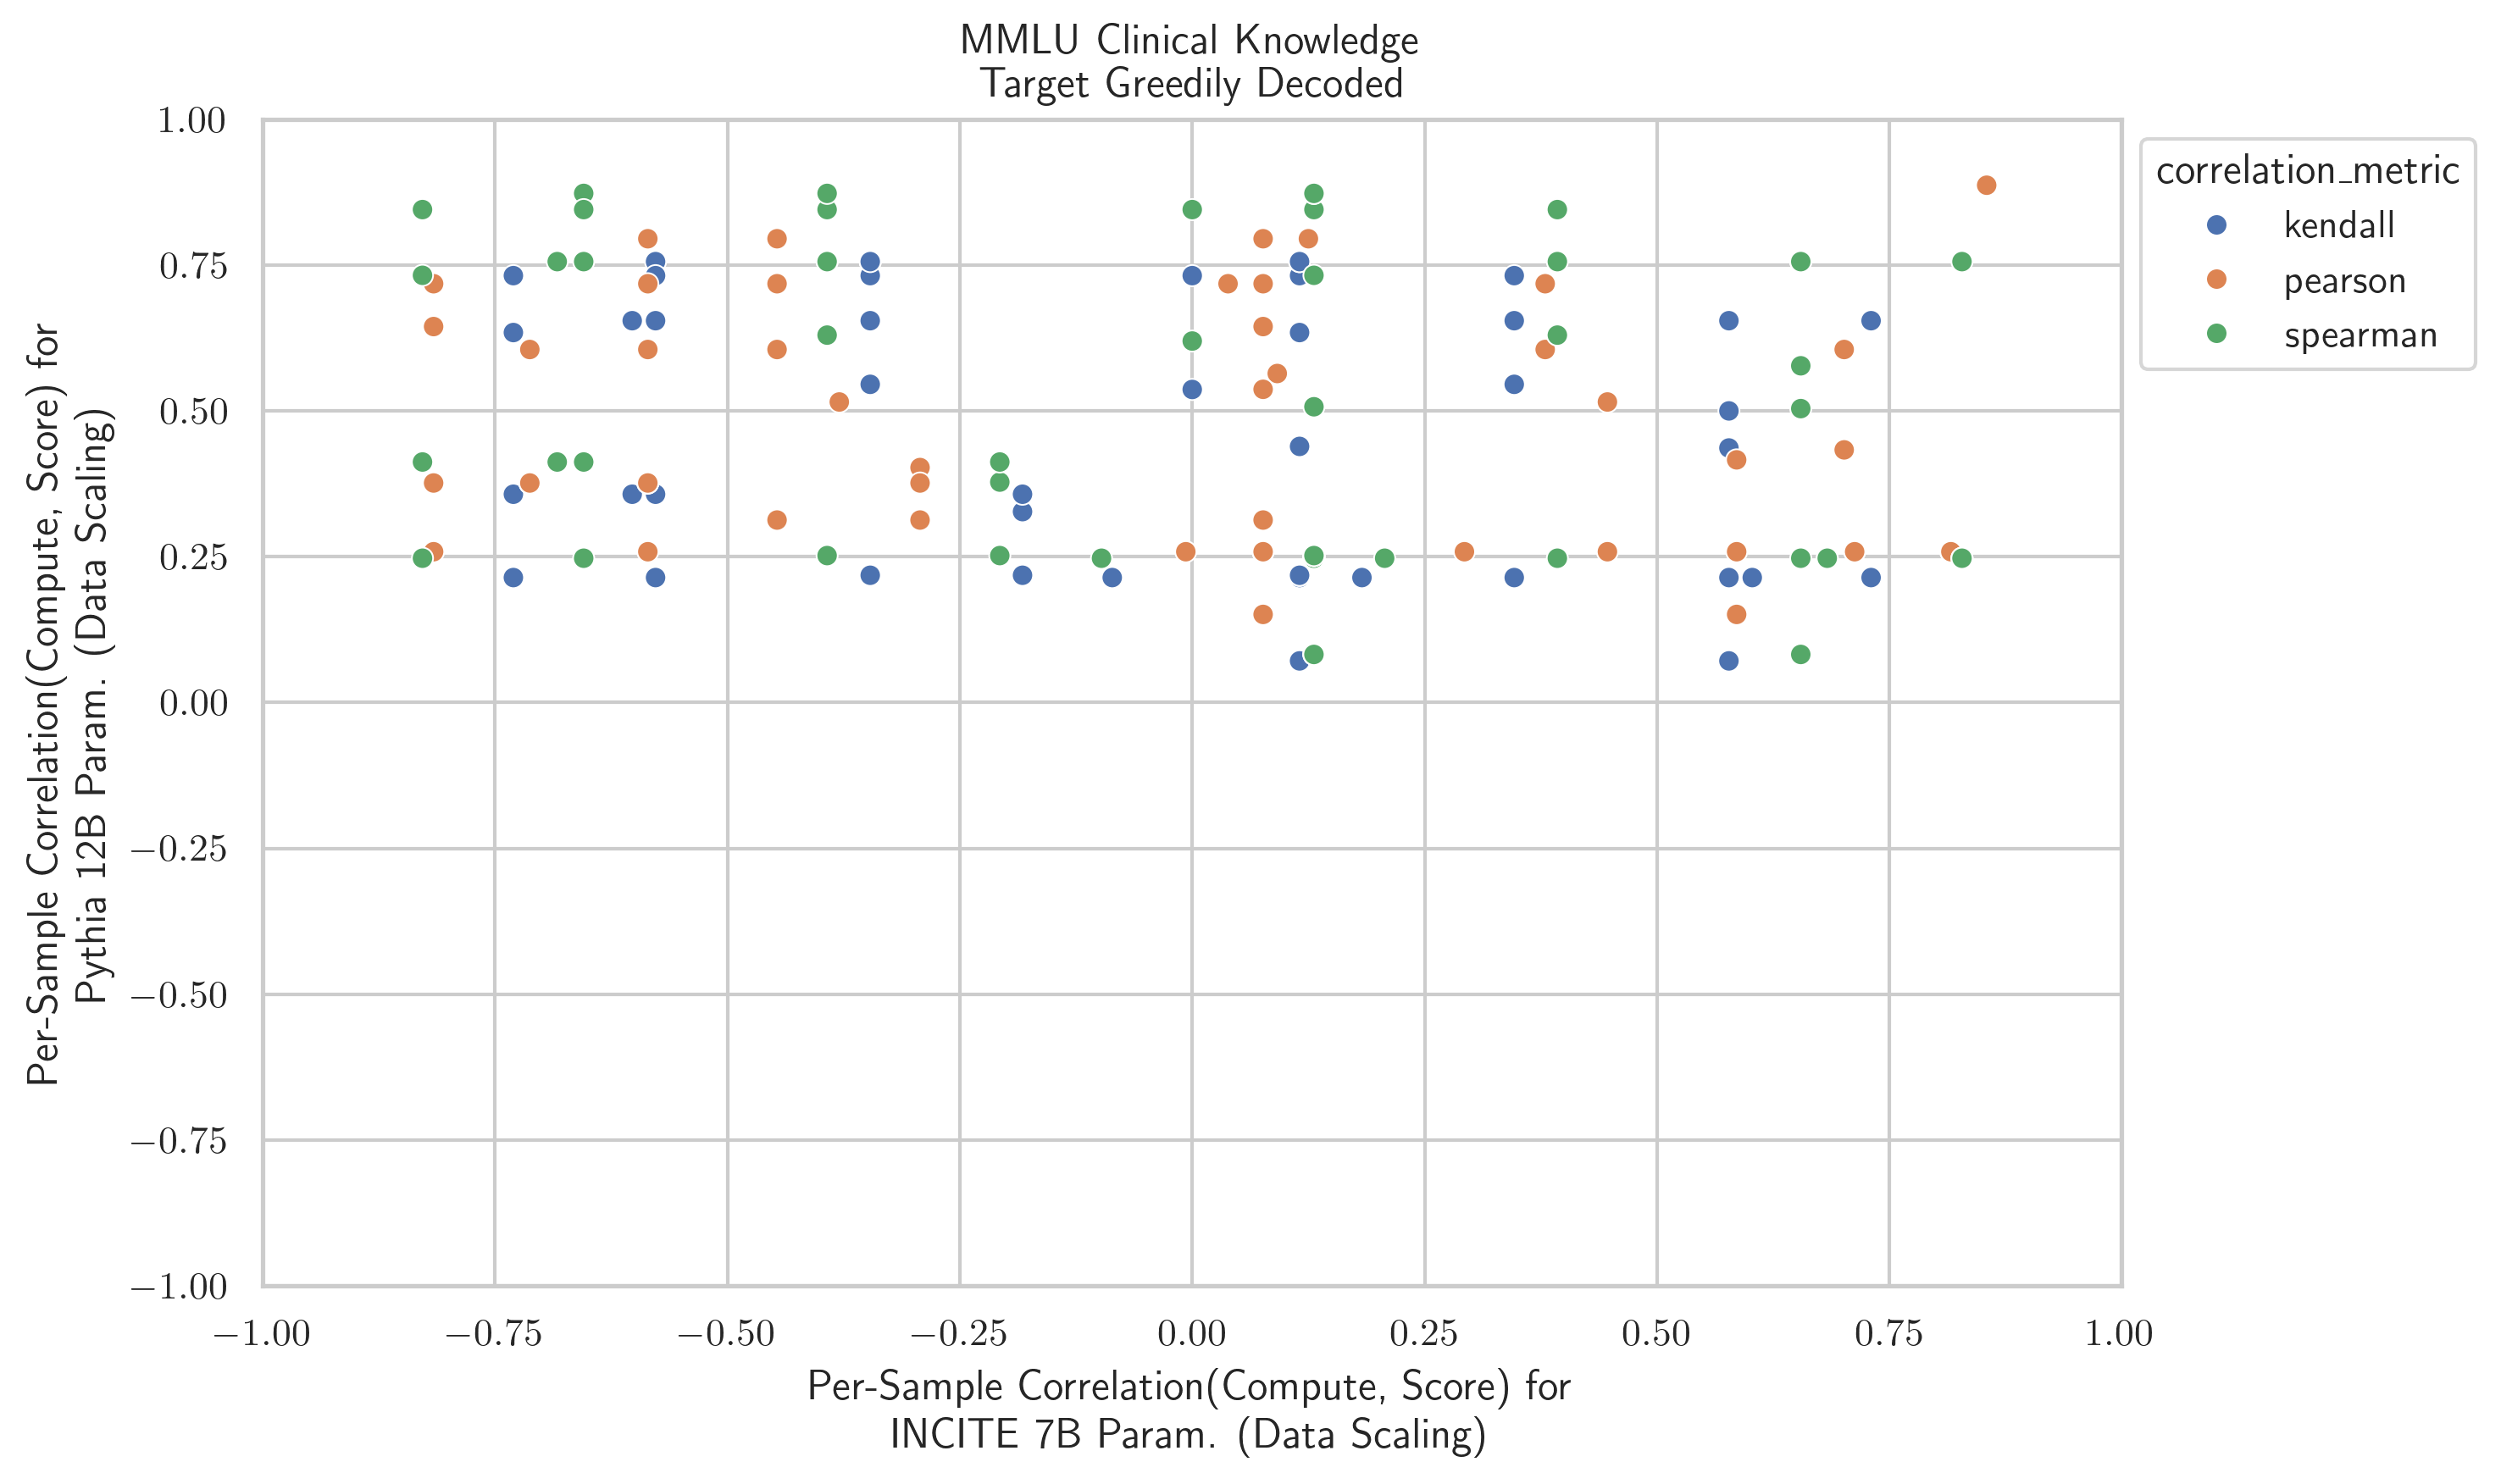 MMLU Clinical Knowledge
Target Greedily Decoded
1.00
0.75
0.50
0.25
0.00
−0.25
−0.50
−0.75
−1.00
Per-Sample Correlation(Compute, Score) for
Pythia 12B Param. (Data Scaling)
−1.00
−0.75
−0.50
−0.25
0.00
0.25
0.50
0.75
1.00
Per-Sample Correlation(Compute, Score) for
INCITE 7B Param. (Data Scaling)
correlation_metric
kendall
pearson
spearman